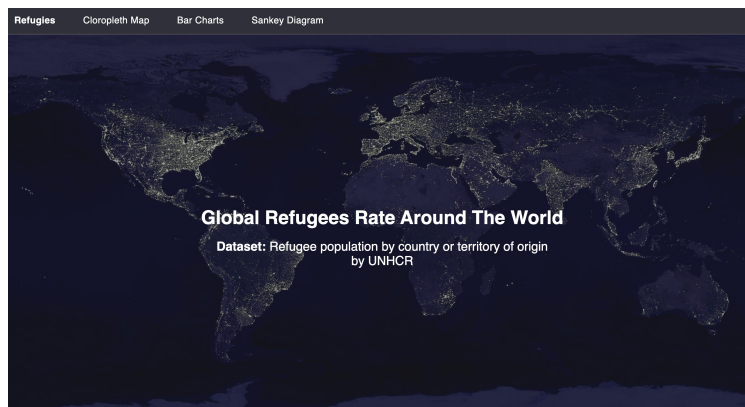 Refugies Cloropleth Map Bar Charts Sankey Diagram
Global Refugees Rate Around The World
Dataset: Refugee population by country or territory of origin
by UNHCR